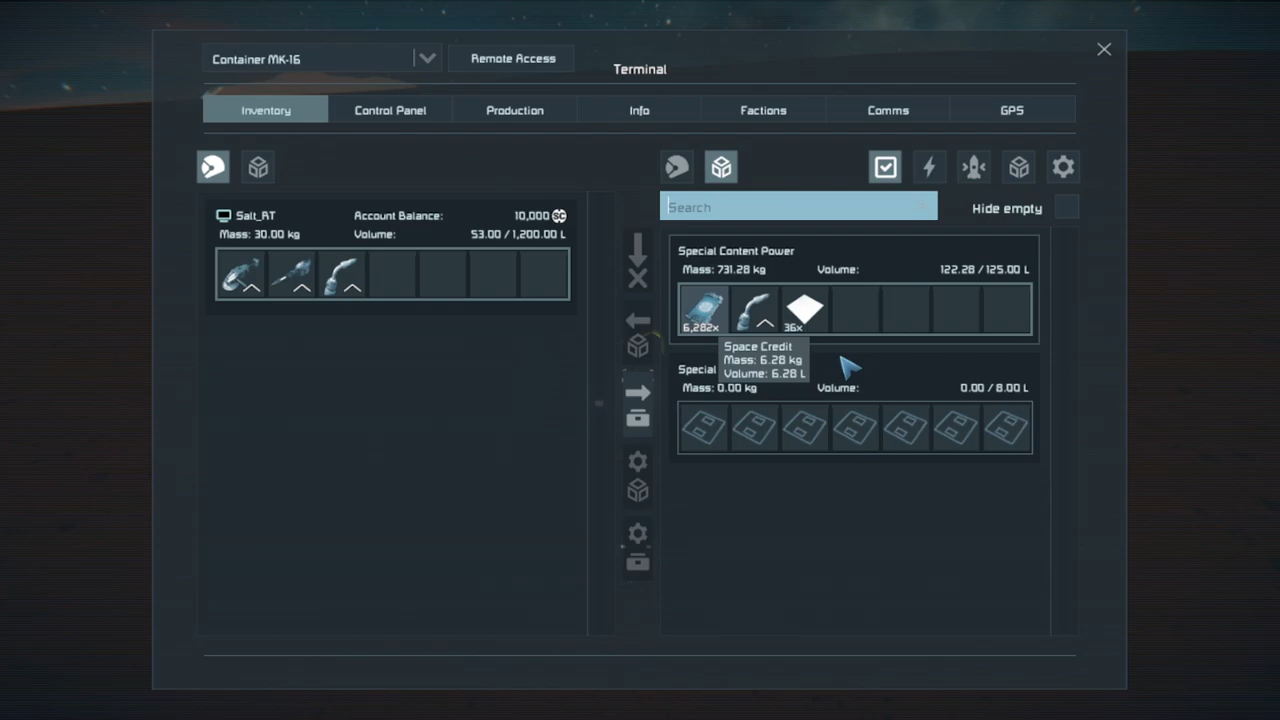 Container MK-16
Remote Access
Terminal
Inventory
Control Panel
Production
Info
Factions
Comms
GPS
Search
Hide empty
Salt_RT
Account Balance:
10,000 SC
Mass: 30.00 kg
Volume:
53.00 / 1,200.00 L
Special Content Power
Mass: 731.28 kg
Volume:
122.28 / 125.00 L
6,282x
36x
Space Credit
Mass: 6.28 kg
Volume: 6.28 L
Special
Mass: 0.00 kg
Volume:
0.00 / 8.00 L